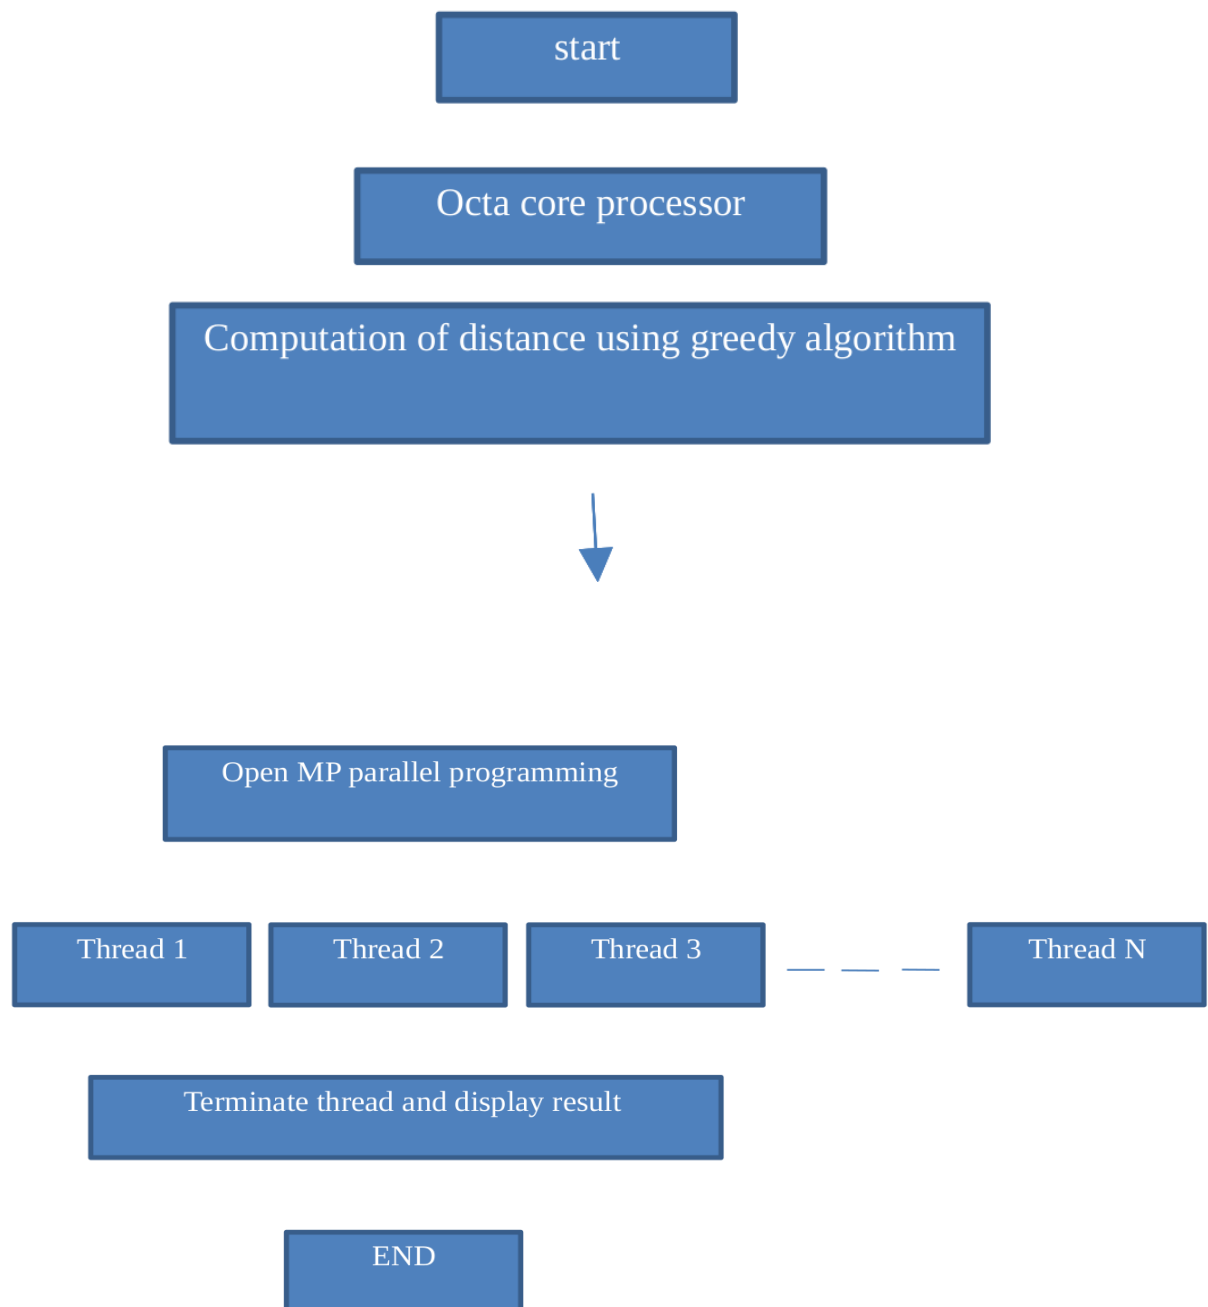 start
Octa core processor
Computation of distance using greedy algorithm
Open MP parallel programming
Thread 1
Thread 2
Thread 3
Thread N
Terminate thread and display result
END